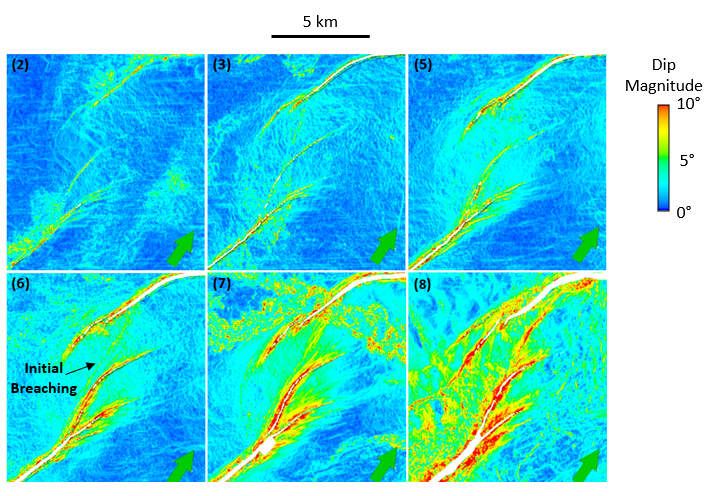 5 km
(2)
(3)
(5)
Dip
Magnitude
10°
5°
0°
(6)
(7)
(8)
Initial
Breaching